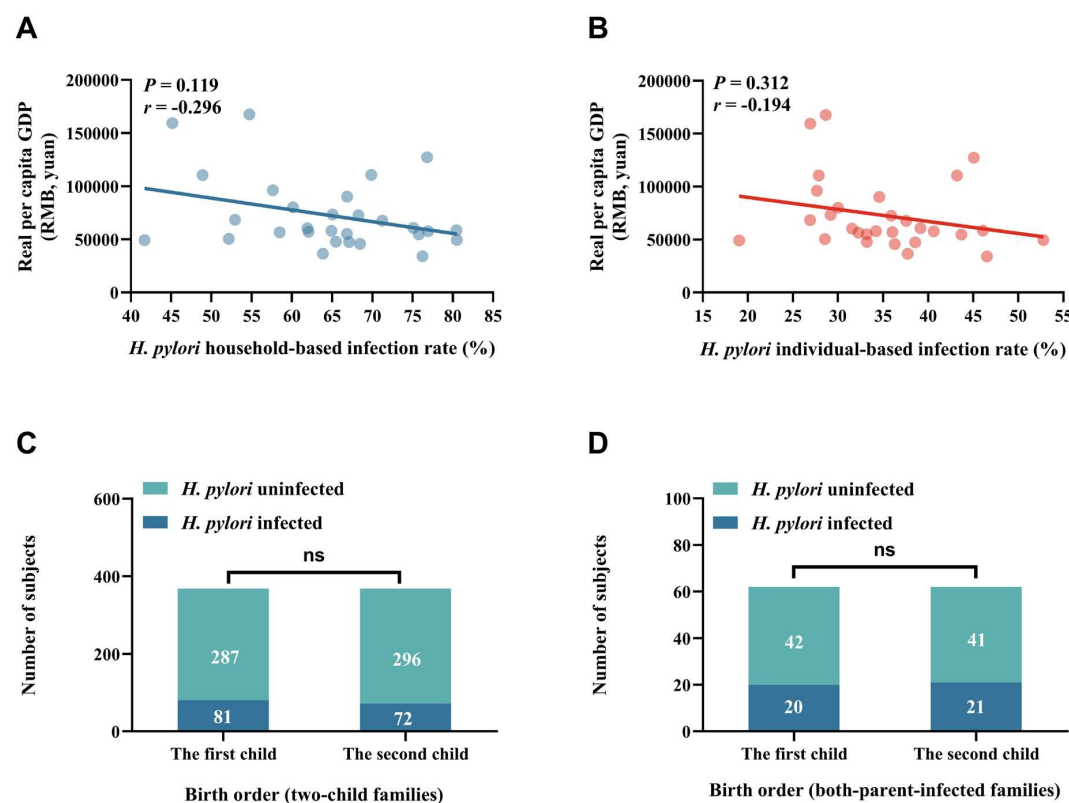 A
P = 0.119
r = -0.296
Real per capita GDP
(RMB, yuan)
200000
150000
100000
50000
0
40 45 50 55 60 65 70 75 80 85
H. pylori household-based infection rate (%)
B
P = 0.312
r = -0.194
Real per capita GDP
(RMB, yuan)
200000
150000
100000
50000
0
15 20 25 30 35 40 45 50 55
H. pylori individual-based infection rate (%)
C
H. pylori uninfected
H. pylori infected
Number of subjects
600
400
200
0
ns
287
296
81
72
The first child
The second child
Birth order (two-child families)
D
H. pylori uninfected
H. pylori infected
Number of subjects
100
80
60
40
20
0
ns
42
41
20
21
The first child
The second child
Birth order (both-parent-infected families)